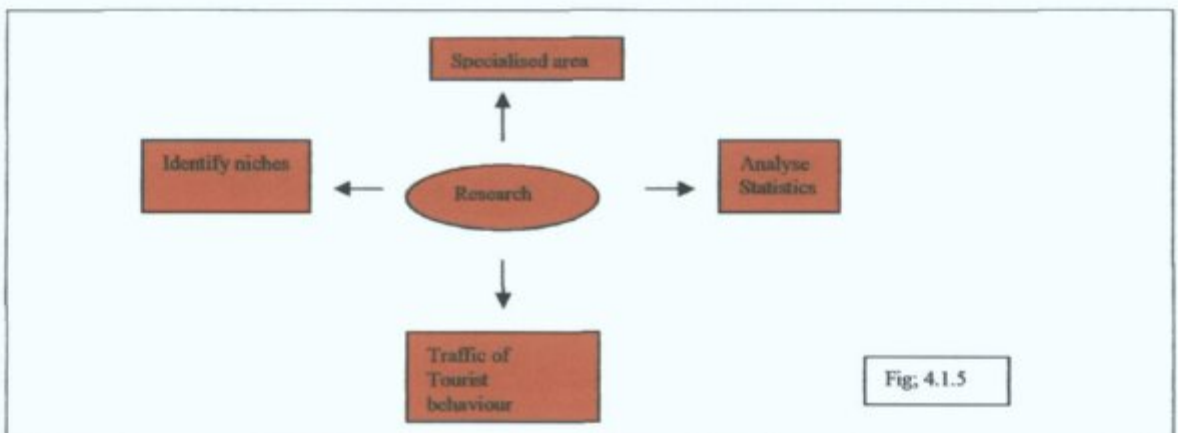 Specialised area
Identify niches
Research
Analyse
Statistics
Traffic of
Tourist
behaviour
Fig; 4.1.5